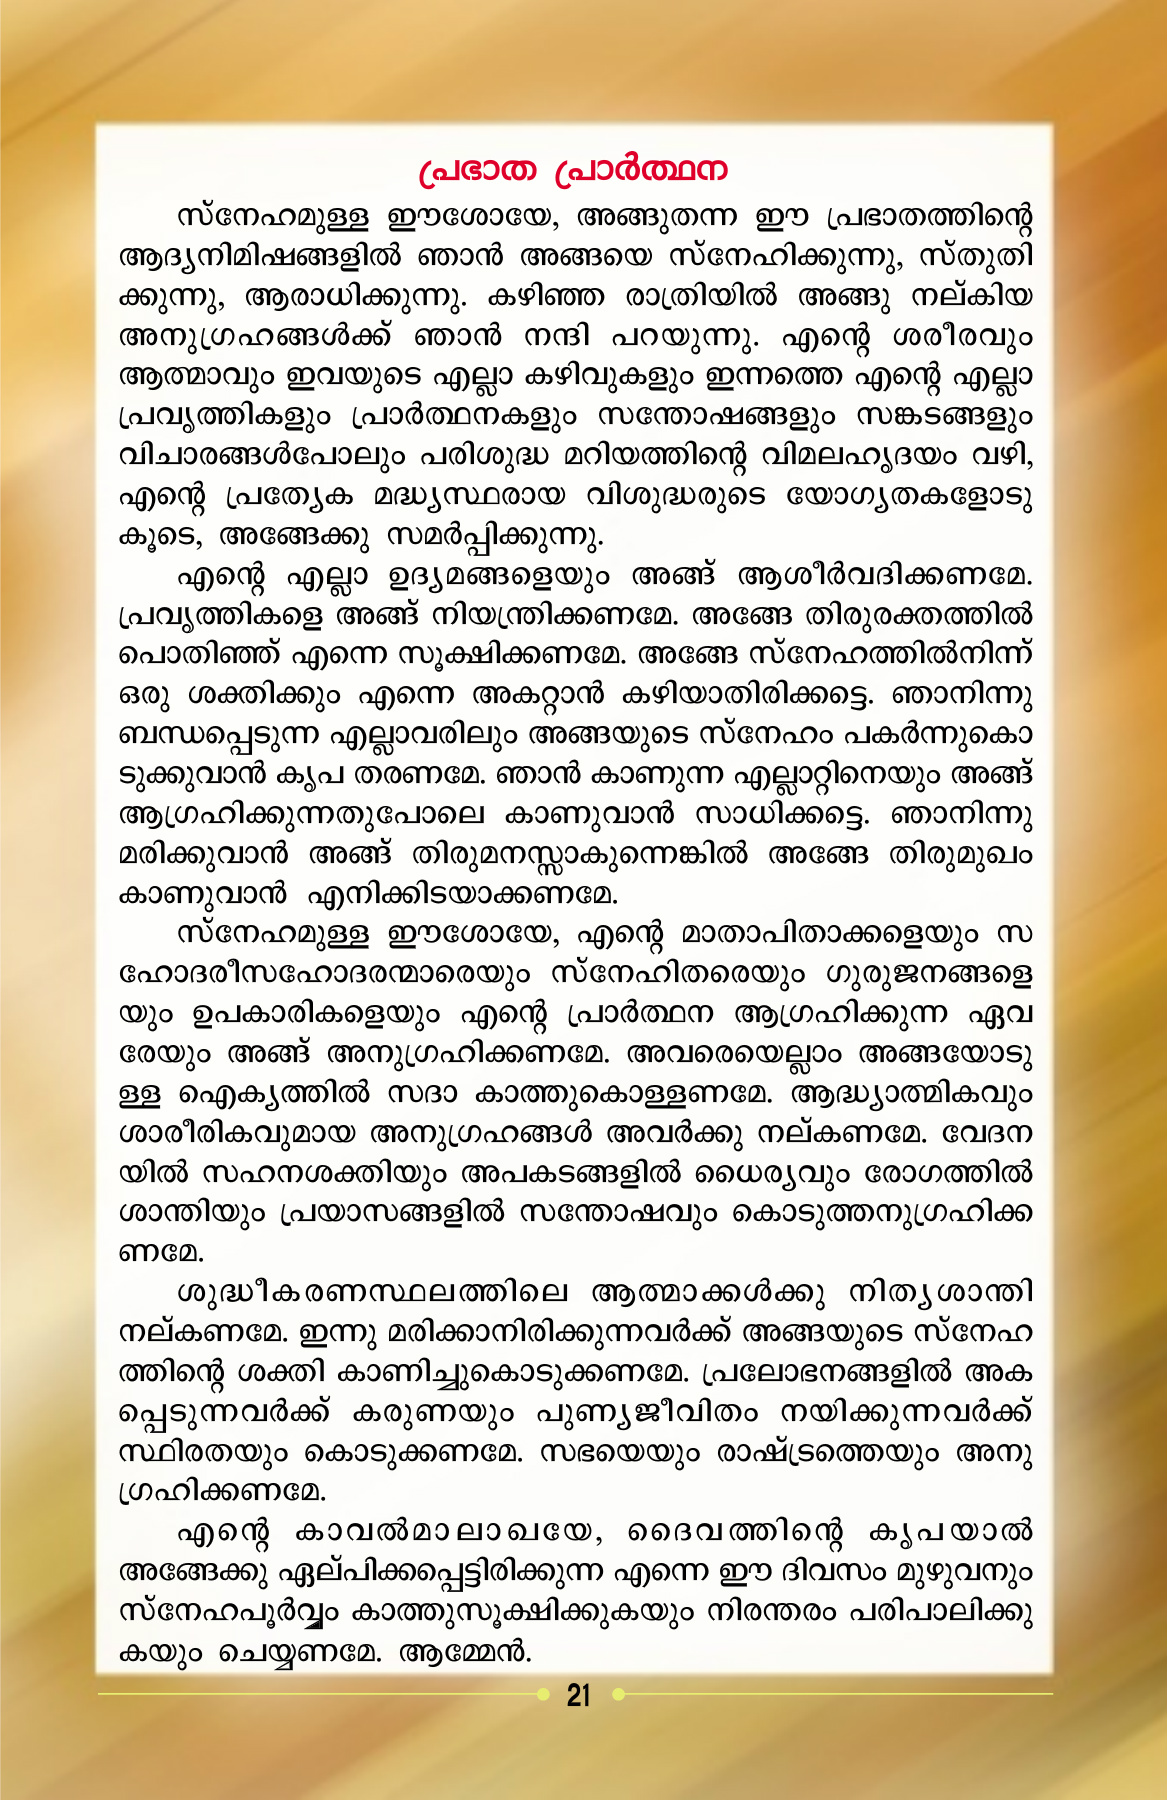 പ്രഭാത പ്രാർത്ഥന
സ്നേഹമുള്ള ഈശോയേ, അങ്ങുതന്ന ഈ പ്രഭാതത്തിന്റെ
ആദ്യനിമിഷങ്ങളിൽ ഞാൻ അങ്ങയെ സ്നേഹിക്കുന്നു, സ്തുതി
ക്കുന്നു, ആരാധിക്കുന്നു. കഴിഞ്ഞ രാത്രിയിൽ അങ്ങു നല്കിയ
അനുഗ്രഹങ്ങൾക്ക് ഞാൻ നന്ദി പറയുന്നു. എന്റെ ശരീരവും
ആത്മാവും ഇവയുടെ എല്ലാ കഴിവുകളും ഇന്നത്തെ എന്റെ എല്ലാ
പ്രവൃത്തികളും പ്രാർത്ഥനകളും സന്തോഷങ്ങളും സങ്കടങ്ങളും
വിചാരങ്ങൾപോലും പരിശുദ്ധ മറിയത്തിന്റെ വിമലഹൃദയം വഴി,
എന്റെ പ്രത്യേക മദ്ധ്യസ്ഥരായ വിശുദ്ധരുടെ യോഗ്യതകളോടു
കൂടെ, അങ്ങേക്കു സമർപ്പിക്കുന്നു.
എന്റെ എല്ലാ ഉദ്യമങ്ങളെയും അങ്ങ് ആശീർവദിക്കണമേ.
പ്രവൃത്തികളെ അങ്ങ് നിയന്ത്രിക്കണമേ. അങ്ങേ തിരുരക്തത്തിൽ
പൊതിഞ്ഞ് എന്നെ സൂക്ഷിക്കണമേ. അങ്ങേ സ്നേഹത്തിൽനിന്ന്
ഒരു ശക്തിക്കും എന്നെ അകറ്റാൻ കഴിയാതിരിക്കട്ടെ. ഞാനിന്നു
ബന്ധപ്പെടുന്ന എല്ലാവരിലും അങ്ങയുടെ സ്നേഹം പകർന്നുകൊ
ടുക്കുവാൻ കൃപ തരണമേ. ഞാൻ കാണുന്ന എല്ലാറ്റിനെയും അങ്ങ്
ആഗ്രഹിക്കുന്നതുപോലെ കാണുവാൻ സാധിക്കട്ടെ. ഞാനിന്നു
മരിക്കുവാൻ അങ്ങ് തിരുമനസ്സാകുന്നെങ്കിൽ അങ്ങേ തിരുമുഖം
കാണുവാൻ എനിക്കിടയാക്കണമേ.
സ്നേഹമുള്ള ഈശോയേ, എന്റെ മാതാപിതാക്കളെയും സ
ഹോദരീസഹോദരന്മാരെയും സ്നേഹിതരെയും ഗുരുജനങ്ങളെ
യും ഉപകാരികളെയും എന്റെ പ്രാർത്ഥന ആഗ്രഹിക്കുന്ന ഏവ
രേയും അങ്ങ് അനുഗ്രഹിക്കണമേ. അവരെയെല്ലാം അങ്ങയോടു
ള്ള ഐക്യത്തിൽ സദാ കാത്തുകൊള്ളണമേ. ആദ്ധ്യാത്മികവും
ശാരീരികവുമായ അനുഗ്രഹങ്ങൾ അവർക്കു നല്കണമേ. വേദന
യിൽ സഹനശക്തിയും അപകടങ്ങളിൽ ധൈര്യവും രോഗത്തിൽ
ശാന്തിയും പ്രയാസങ്ങളിൽ സന്തോഷവും കൊടുത്തനുഗ്രഹിക്ക
ണമേ.
ശുദ്ധീകരണസ്ഥലത്തിലെ ആത്മാക്കൾക്കു നിത്യശാന്തി
നല്കണമേ. ഇന്നു മരിക്കാനിരിക്കുന്നവർക്ക് അങ്ങയുടെ സ്നേഹ
ത്തിന്റെ ശക്തി കാണിച്ചുകൊടുക്കണമേ. പ്രലോഭനങ്ങളിൽ അക
പ്പെടുന്നവർക്ക് കരുണയും പുണ്യജീവിതം നയിക്കുന്നവർക്ക്
സ്ഥിരതയും കൊടുക്കണമേ. സഭയെയും രാഷ്ട്രത്തെയും അനു
ഗ്രഹിക്കണമേ.
എന്റെ കാവൽമാലാഖയേ, ദൈവത്തിന്റെ കൃപയാൽ
അങ്ങേക്കു ഏല്പിക്കപ്പെട്ടിരിക്കുന്ന എന്നെ ഈ ദിവസം മുഴുവനും
സ്നേഹപൂർവ്വം കാത്തുസൂക്ഷിക്കുകയും നിരന്തരം പരിപാലിക്കു
കയും ചെയ്യണമേ. ആമ്മേൻ.
21